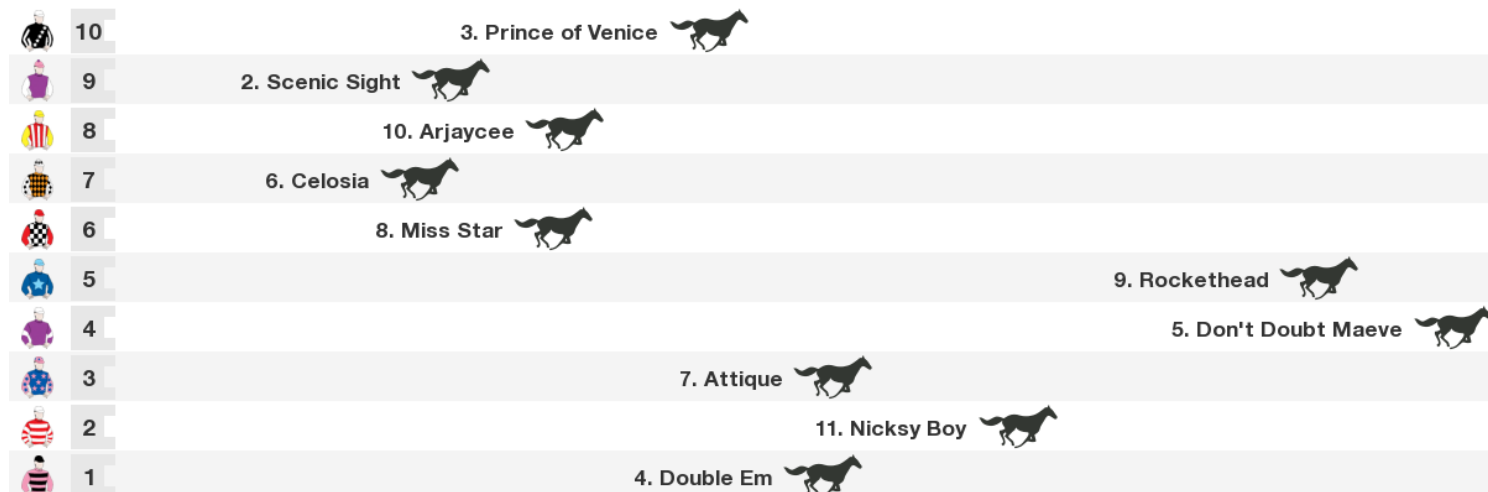 10 3. Prince of Venice
9 2. Scenic Sight
8 10. Arjaycee
7 6. Celosia
6 8. Miss Star
5 9. Rockethead
4 5. Don't Doubt Maeve
3 7. Attique
2 11. Nicksy Boy
1 4. Double Em